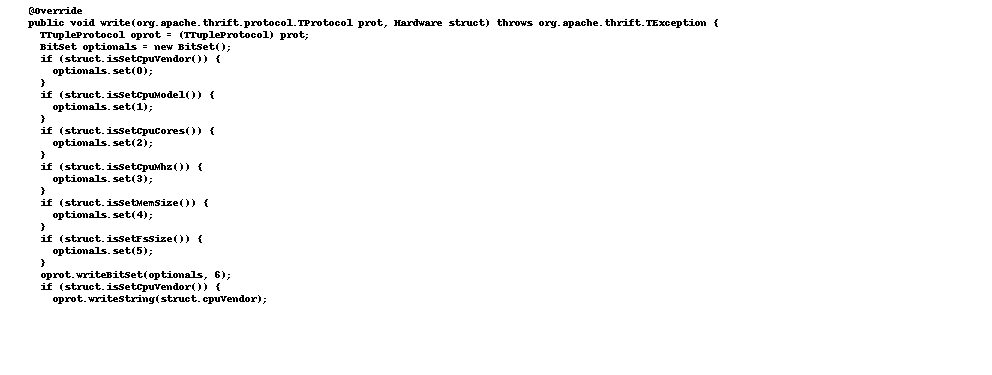 @Override
public void write(org.apache.thrift.protocol.TProtocol prot, Hardware struct) throws org.apache.thrift.TException {
TTupleProtocol oprot = (TTupleProtocol) prot;
BitSet optionals = new BitSet();
if (struct.isSetCpuVendor()) {
optionals.set(0);
}
if (struct.isSetCpuModel()) {
optionals.set(1);
}
if (struct.isSetCpuCores()) {
optionals.set(2);
}
if (struct.isSetCpuMhz()) {
optionals.set(3);
}
if (struct.isSetMemSize()) {
optionals.set(4);
}
if (struct.isSetFsSize()) {
optionals.set(5);
}
oprot.writeBitSet(optionals, 6);
if (struct.isSetCpuVendor()) {
oprot.writeString(struct.cpuVendor);